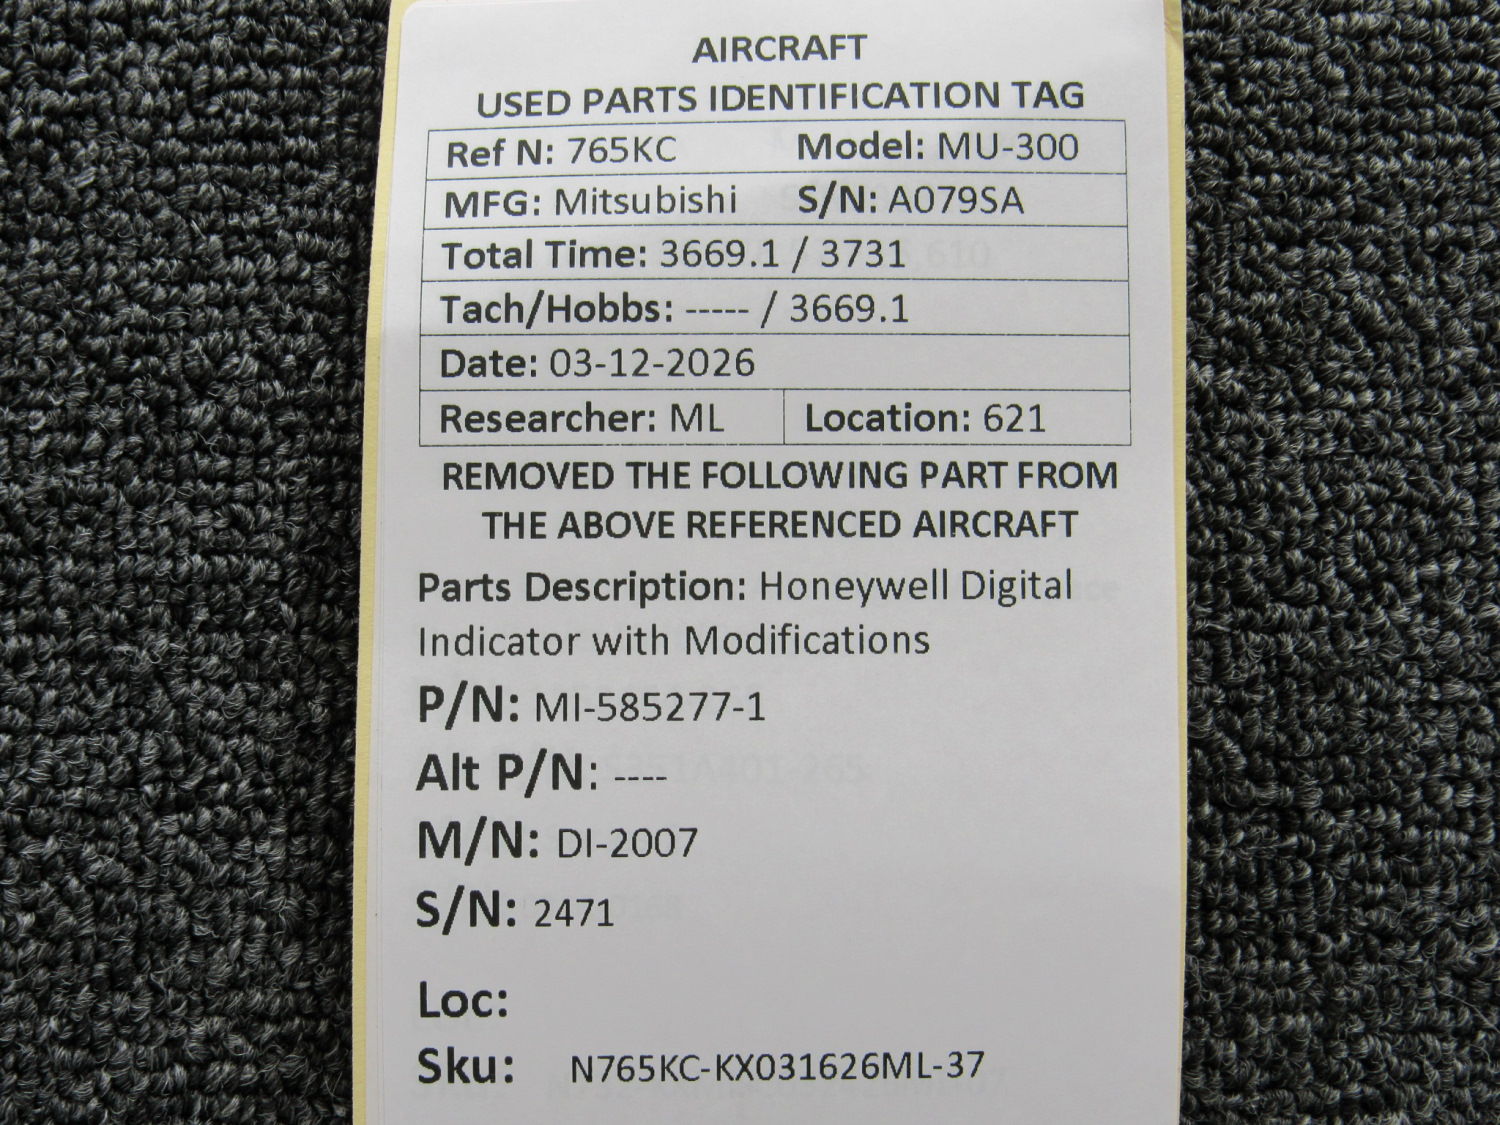 AIRCRAFT
USED PARTS IDENTIFICATION TAG
Ref N: 765KC Model: MU-300
MFG: Mitsubishi S/N: A079SA
Total Time: 3669.1 / 3731
Tach/Hobbs: ----- / 3669.1
Date: 03-12-2026
Researcher: ML Location: 621
REMOVED THE FOLLOWING PART FROM
THE ABOVE REFERENCED AIRCRAFT
Parts Description: Honeywell Digital
Indicator with Modifications
P/N: MI-585277-1
Alt P/N: ----
M/N: DI-2007
S/N: 2471
Loc:
Sku: N765KC-KX031626ML-37